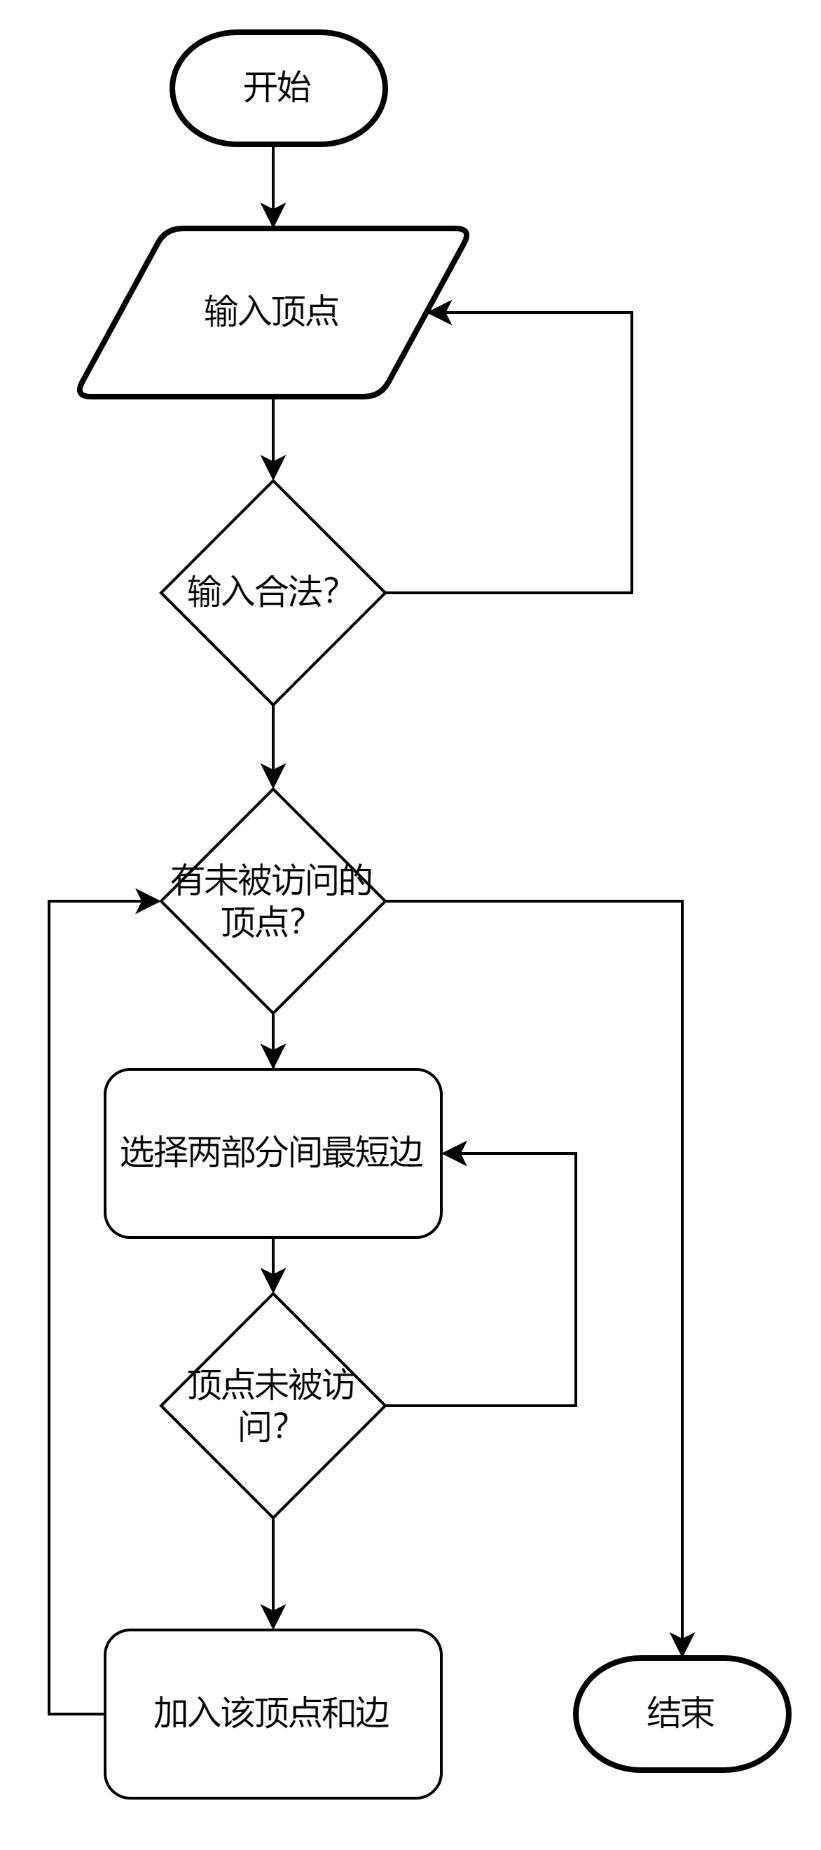 开始
输入顶点
输入合法？
有未被访问的
顶点？
选择两部分间最短边
顶点未被访
问？
加入该顶点和边
结束